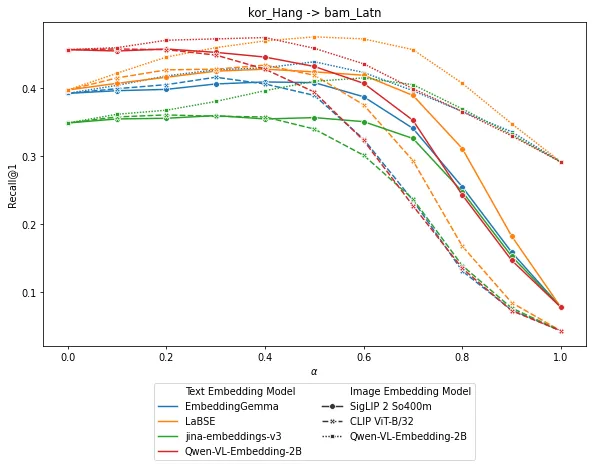 kor_Hang -> bam_Latn
Recall@1
0.4
0.3
0.2
0.1
0.0 0.2 0.4 0.6 0.8 1.0
α
Text Embedding Model
EmbeddingGemma
LaBSE
jina-embeddings-v3
Qwen-VL-Embedding-2B
Image Embedding Model
SigLIP 2 So400m
CLIP ViT-B/32
Qwen-VL-Embedding-2B